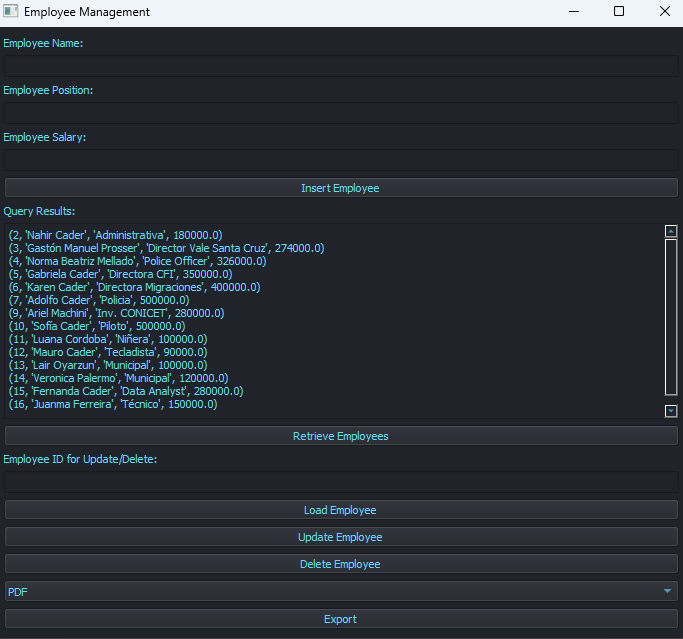 Employee Management
Employee Name:
Employee Position:
Employee Salary:
Insert Employee
Query Results:
(2, 'Nahir Cader', 'Administrativa', 180000.0)
(3, 'Gastón Manuel Prosser', 'Director Vale Santa Cruz', 274000.0)
(4, 'Norma Beatriz Mellado', 'Police Officer', 326000.0)
(5, 'Gabriela Cader', 'Directora CFI', 350000.0)
(6, 'Karen Cader', 'Directora Migraciones', 400000.0)
(7, 'Adolfo Cader', 'Policia', 500000.0)
(9, 'Ariel Machini', 'Inv. CONICET', 280000.0)
(10, 'Sofía Cader', 'Piloto', 500000.0)
(11, 'Luana Cordoba', 'Niñera', 100000.0)
(12, 'Mauro Cader', 'Tecladista', 90000.0)
(13, 'Lair Oyarzun', 'Municipal', 100000.0)
(14, 'Veronica Palermo', 'Municipal', 120000.0)
(15, 'Fernanda Cader', 'Data Analyst', 280000.0)
(16, 'Juanma Ferreira', 'Técnico', 150000.0)
Retrieve Employees
Employee ID for Update/Delete:
Load Employee
Update Employee
Delete Employee
PDF
Export